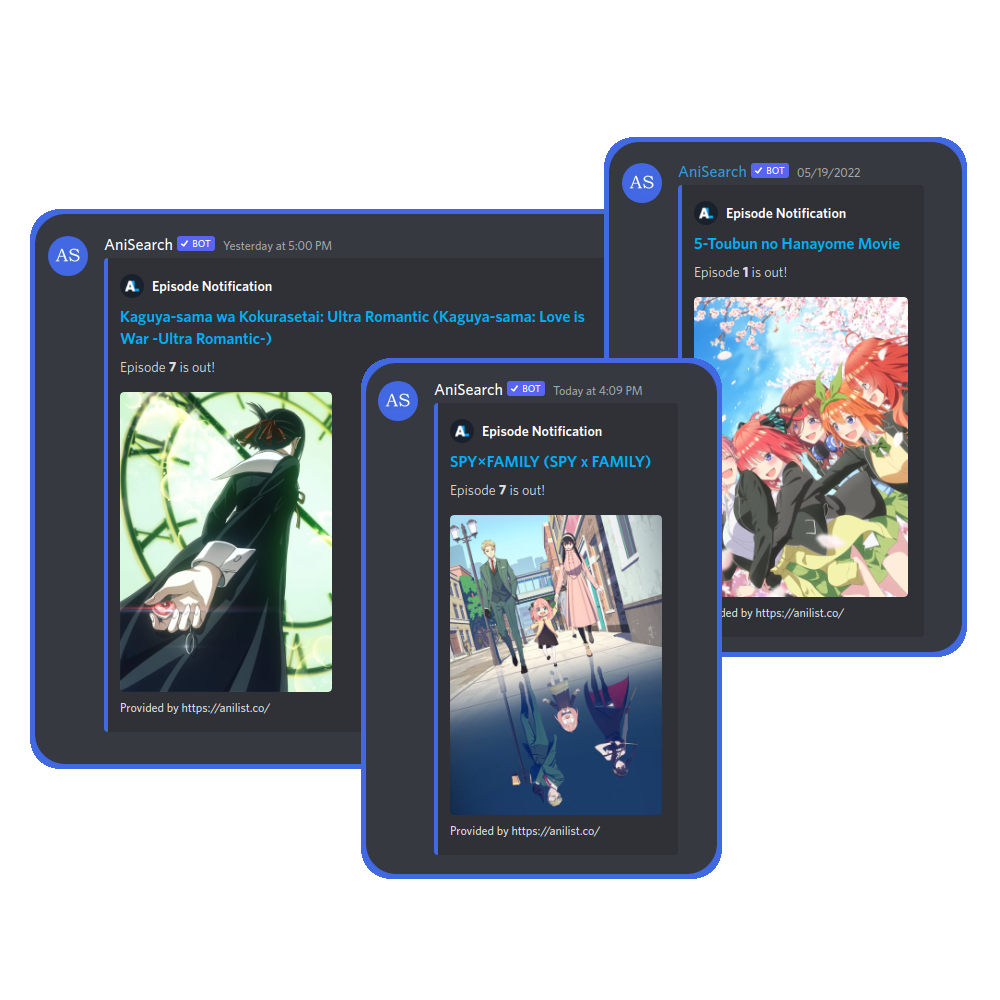 AS AniSearch BOT Yesterday at 5:00 PM
AL Episode Notification
Kaguya-sama wa Kokurasetai: Ultra Romantic (Kaguya-sama: Love is
War -Ultra Romantic-)
Episode 7 is out!
Provided by https://anilist.co/
AS AniSearch BOT Today at 4:09 PM
AL Episode Notification
SPY×FAMILY (SPY x FAMILY)
Episode 7 is out!
Provided by https://anilist.co/
AS AniSearch BOT 05/19/2022
AL Episode Notification
5-Toubun no Hanayome Movie
Episode 1 is out!
ded by https://anilist.co/